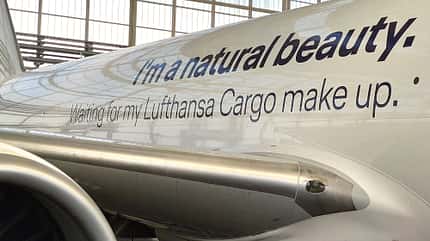 I'm a natural beauty.
Waiting for my Lufthansa Cargo make up.